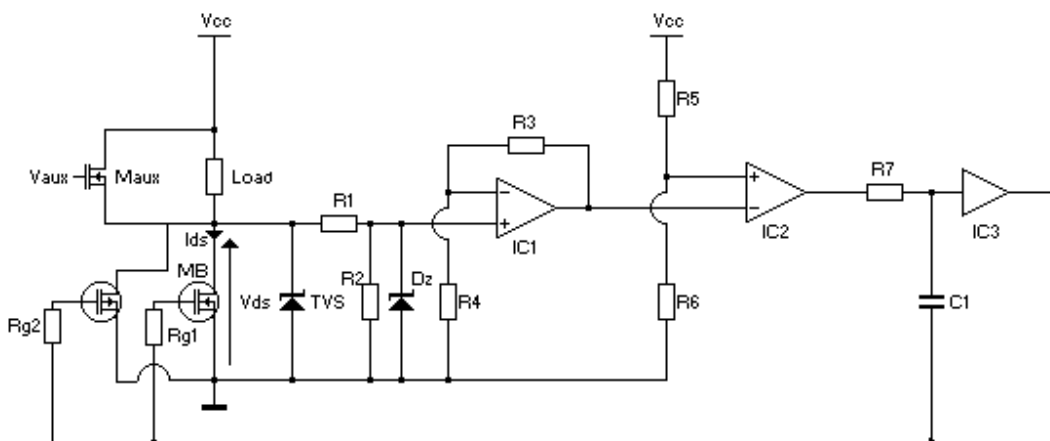 Vcc
Vcc
R5
R3
Vaux
Maux
Load
R7
+
−
R1
−
+
+
−
IC1
IC2
IC3
Ids
MB
Vds
TVS
R2
Dz
R4
R6
C1
Rg2
Rg1